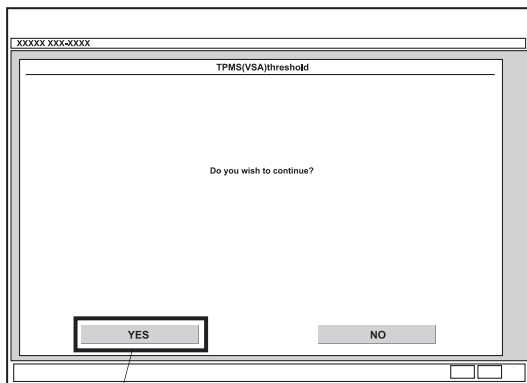 XXXXX XXX-XXXX
TPMS(VSA)threshold
Do you wish to continue?
YES NO